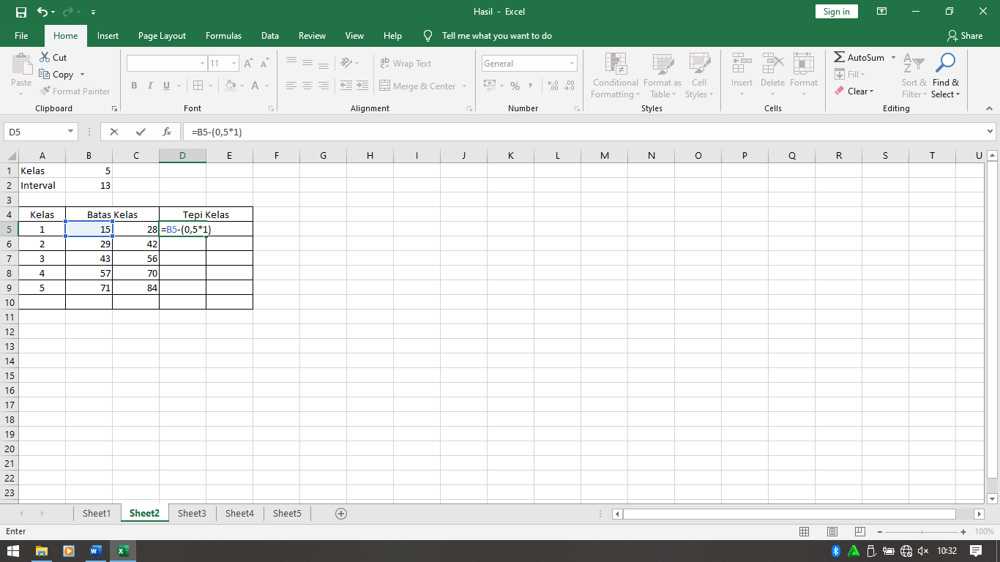 Hasil - Excel
Sign in
File Home Insert Page Layout Formulas Data Review View Help Tell me what you want to do Share
Paste
Cut
Copy
Format Painter
Clipboard
11
A A
B I U
A
Font
ab
Wrap Text
Merge & Center
Alignment
General
% ,
Number
Conditional Formatting
Format as Table
Cell Styles
Styles
Insert Delete Format
Cells
AutoSum
Fill
Clear
Sort & Filter
Find & Select
Editing
D5 fx =B5-(0,5*1)
A B C D E F G H I J K L M N O P Q R S T U
1 Kelas 5
2 Interval 13
3
4 Kelas Batas Kelas Tepi Kelas
5 1 15 28 =B5-(0,5*1)
6 2 29 42
7 3 43 56
8 4 57 70
9 5 71 84
10
11
12
13
14
15
16
17
18
19
20
21
22
23
Sheet1 Sheet2 Sheet3 Sheet4 Sheet5
Enter 100%
10:32